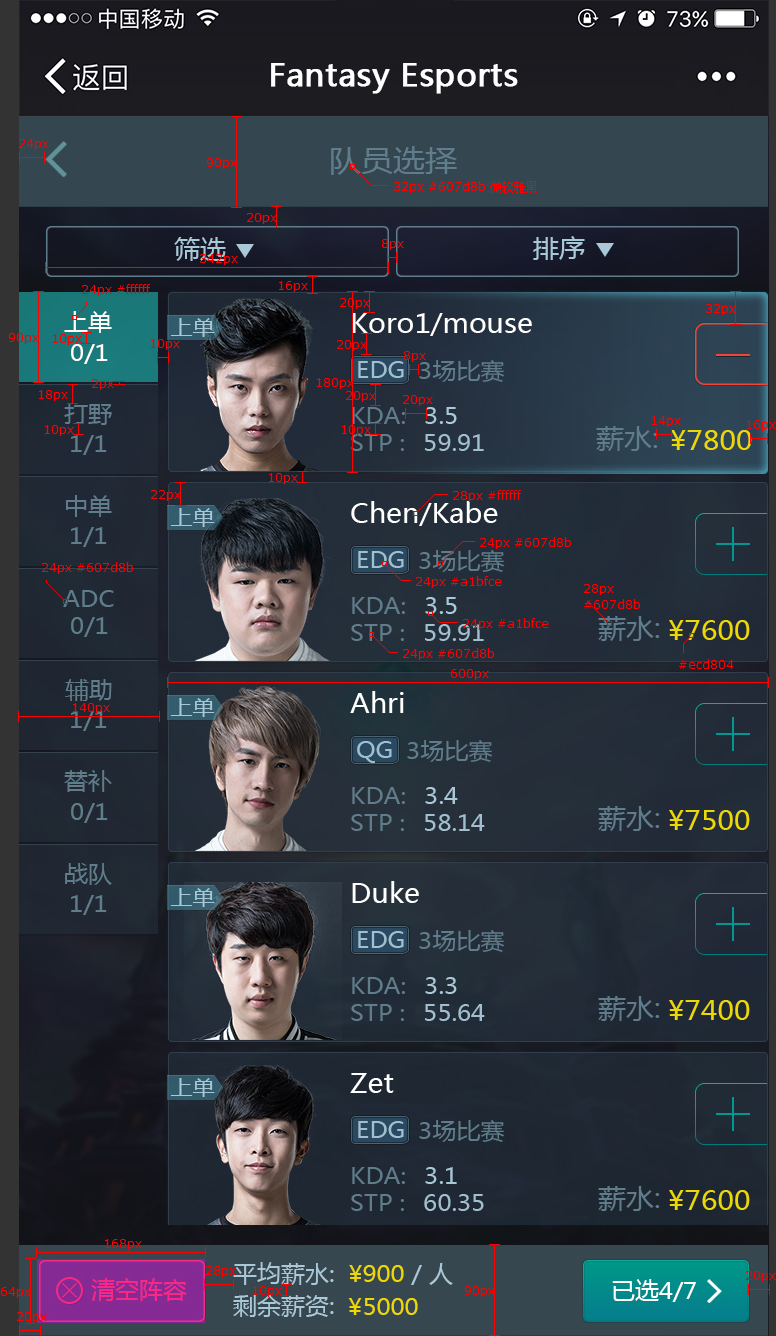 中国移动 73%
返回 Fantasy Esports
24px 90px 队员选择
32px #607d8b
20px
筛选 8px 排序
342px
16px
24px #ffffff
上单
90px 10px
0/1
2px
18px 打野
10px 1/1
中单
1/1
24px #607d8b
ADC
0/1
辅助
140px
1/1
替补
0/1
战队
1/1
20px 32px
上单 Koro1/mouse
10px 20px
8px
EDG 3场比赛
180px
20px 20px
KDA: 3.5
10px 14px 16px
STP : 59.91 薪水: ¥7800
10px
22px 28px #ffffff
上单 Chen/Kabe
24px #607d8b
EDG 3场比赛
24px #a1bfce
28px
#607d8b
KDA: 3.5
24px #a1bfce
STP : 59.91 薪水: ¥7600
24px #607d8b
#ecd804
600px
上单 Ahri
QG 3场比赛
KDA: 3.4
STP : 58.14 薪水: ¥7500
上单 Duke
EDG 3场比赛
KDA: 3.3
STP : 55.64 薪水: ¥7400
上单 Zet
EDG 3场比赛
KDA: 3.1
STP : 60.35 薪水: ¥7600
168px
28px 平均薪水: ¥900 / 人
64px 清空阵容 10px 90px 已选4/7 20px
剩余薪资: ¥5000
20px